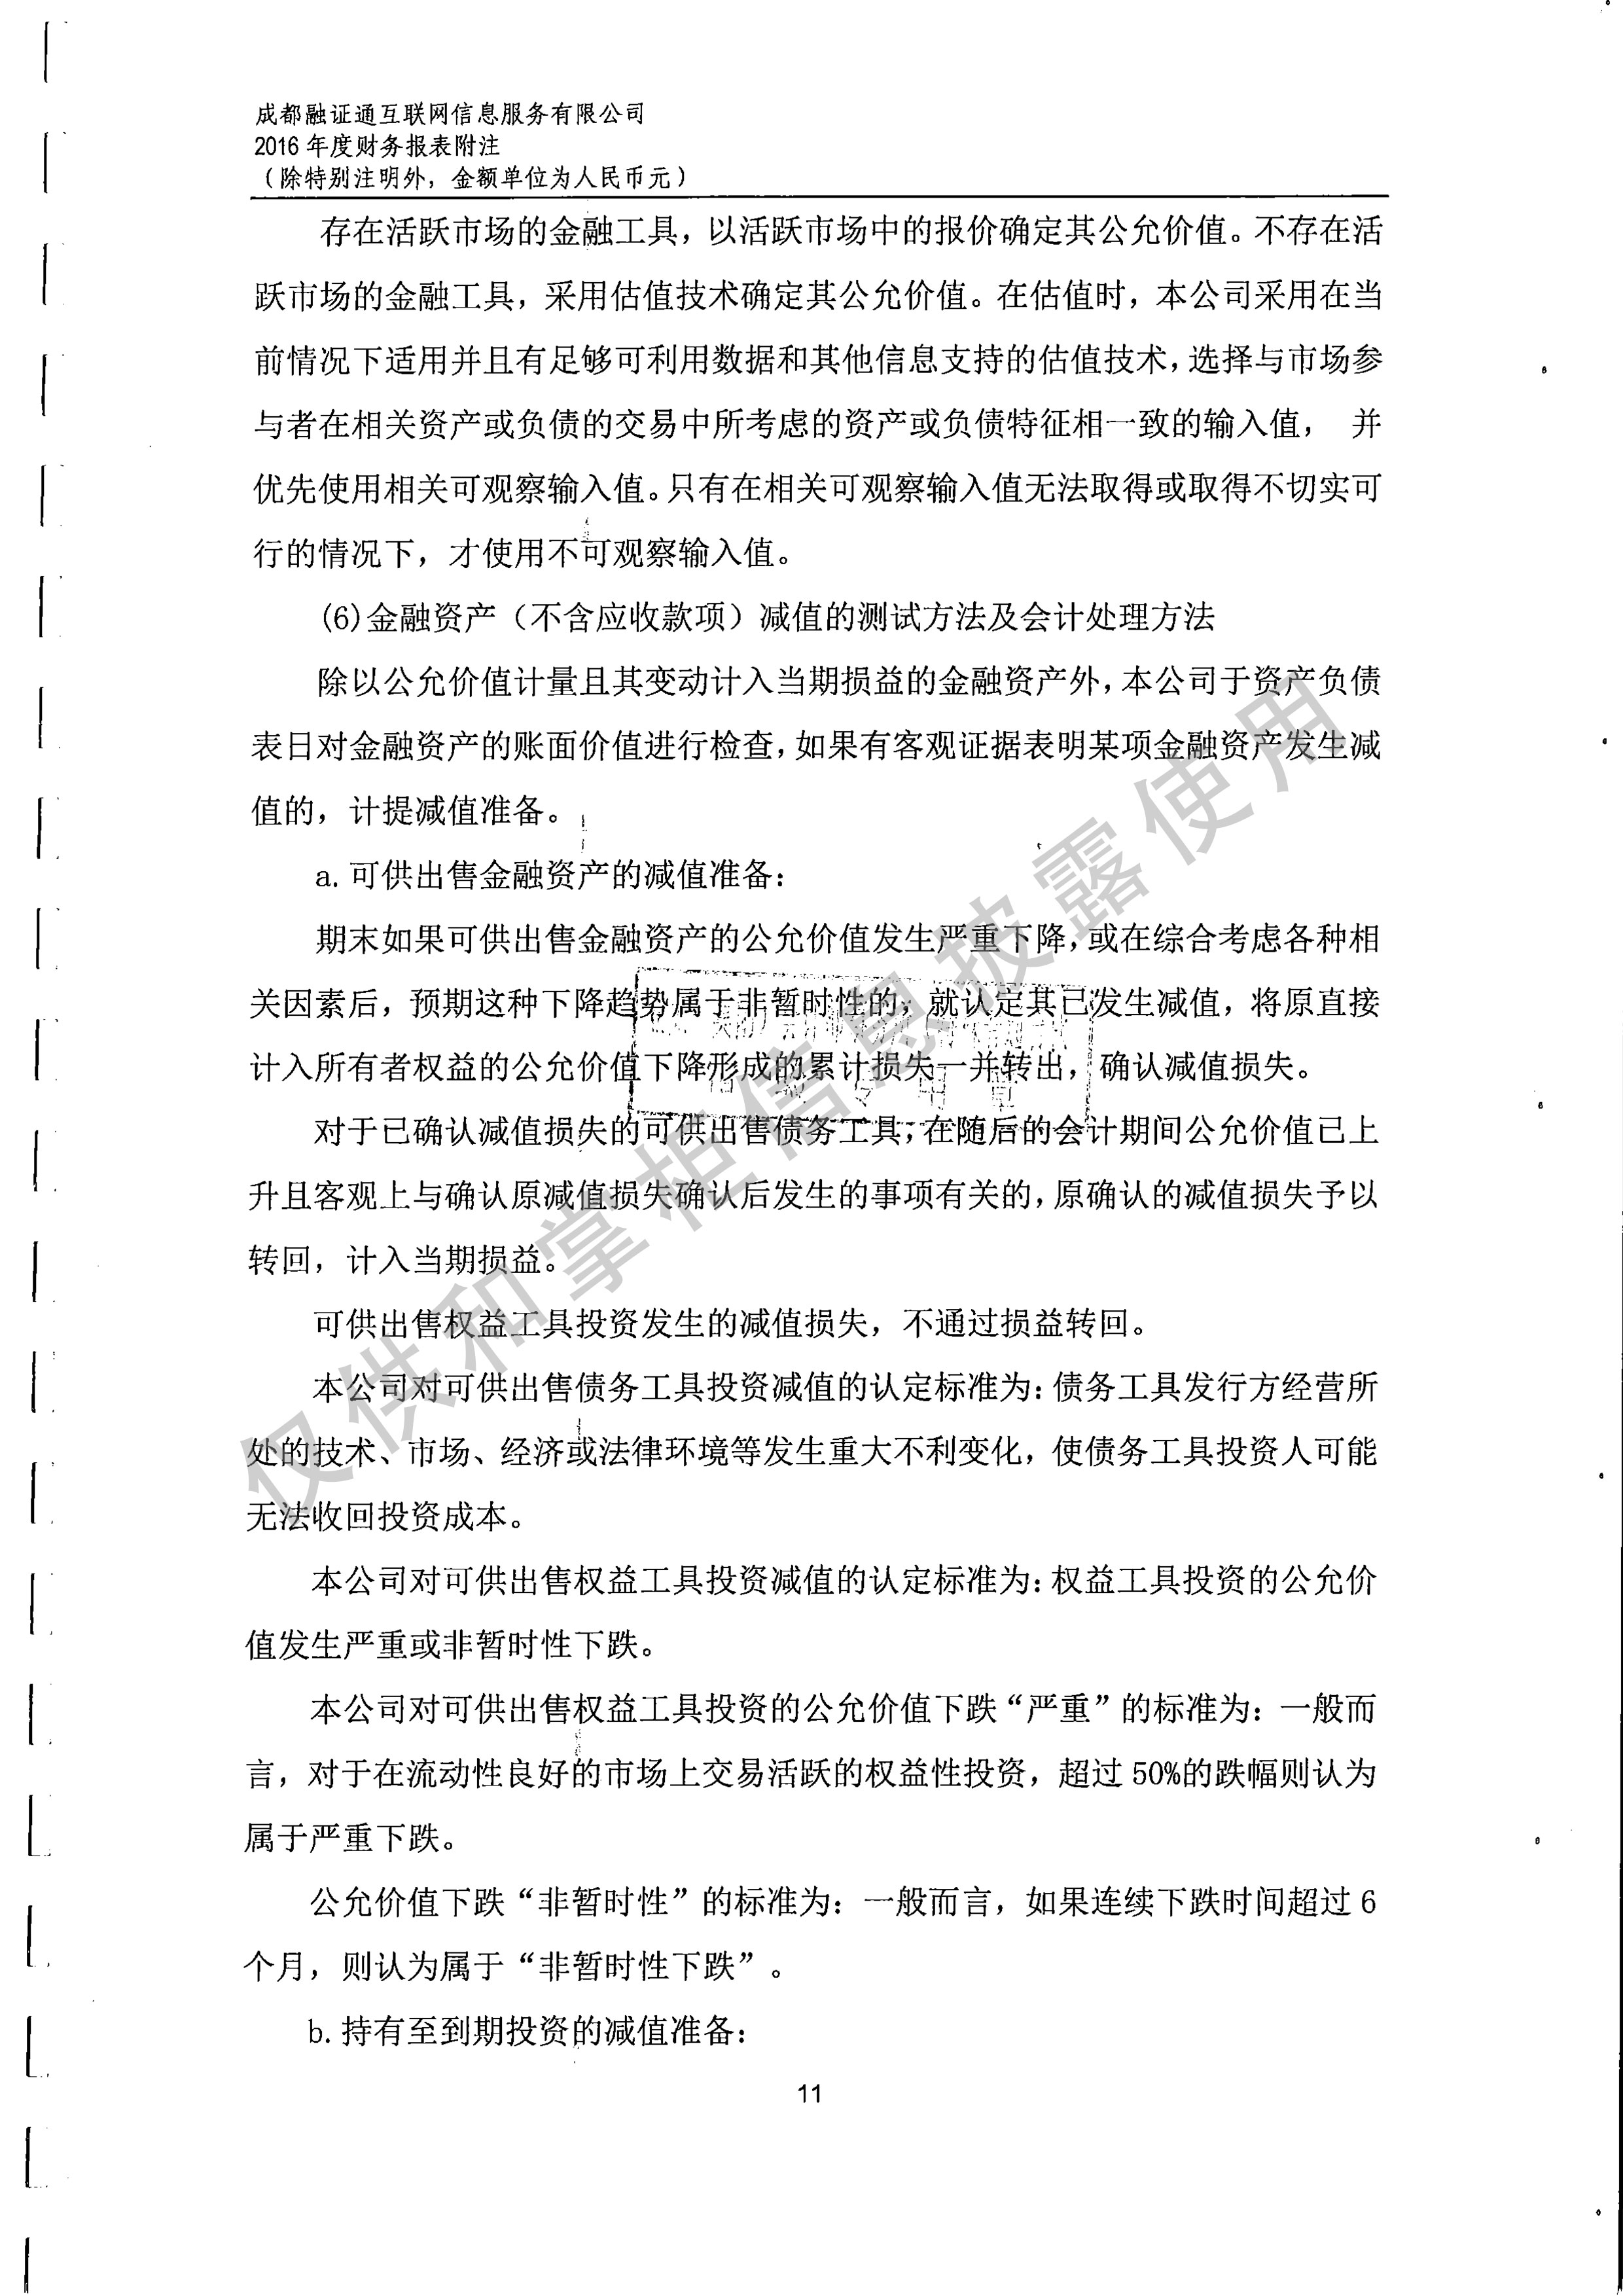 成都融证通互联网信息服务有限公司
2016 年度财务报表附注
（除特别注明外，金额单位为人民币元）
存在活跃市场的金融工具，以活跃市场中的报价确定其公允价值。不存在活
跃市场的金融工具，采用估值技术确定其公允价值。在估值时，本公司采用在当
前情况下适用并且有足够可利用数据和其他信息支持的估值技术，选择与市场参
与者在相关资产或负债的交易中所考虑的资产或负债特征相一致的输入值， 并
优先使用相关可观察输入值。只有在相关可观察输入值无法取得或取得不切实可
行的情况下，才使用不可观察输入值。
(6)金融资产（不含应收款项）减值的测试方法及会计处理方法
除以公允价值计量且其变动计入当期损益的金融资产外，本公司于资产负债
表日对金融资产的账面价值进行检查，如果有客观证据表明某项金融资产发生减
值的，计提减值准备。
a.可供出售金融资产的减值准备：
期末如果可供出售金融资产的公允价值发生严重下降，或在综合考虑各种相
关因素后，预期这种下降趋势属于非暂时性的，就认定其已发生减值，将原直接
计入所有者权益的公允价值下降形成的累计损失一并转出，确认减值损失。
对于已确认减值损失的可供出售债务工具，在随后的会计期间公允价值已上
升且客观上与确认原减值损失确认后发生的事项有关的，原确认的减值损失予以
转回，计入当期损益。
可供出售权益工具投资发生的减值损失，不通过损益转回。
本公司对可供出售债务工具投资减值的认定标准为：债务工具发行方经营所
处的技术、市场、经济或法律环境等发生重大不利变化，使债务工具投资人可能
无法收回投资成本。
本公司对可供出售权益工具投资减值的认定标准为：权益工具投资的公允价
值发生严重或非暂时性下跌。
本公司对可供出售权益工具投资的公允价值下跌“严重”的标准为：一般而
言，对于在流动性良好的市场上交易活跃的权益性投资，超过 50%的跌幅则认为
属于严重下跌。
公允价值下跌“非暂时性”的标准为：一般而言，如果连续下跌时间超过 6
个月，则认为属于“非暂时性下跌”。
b.持有至到期投资的减值准备：
11
仅供和掌柜信息披露使用